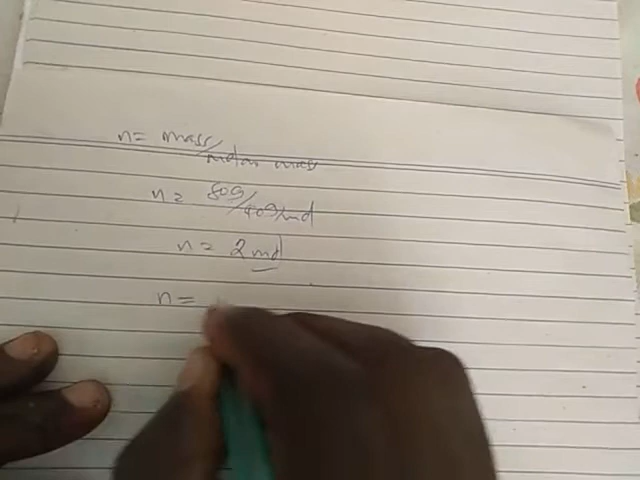 n = mass/
molar mass
n = 80g/40g/mol
n = 2mol
n =